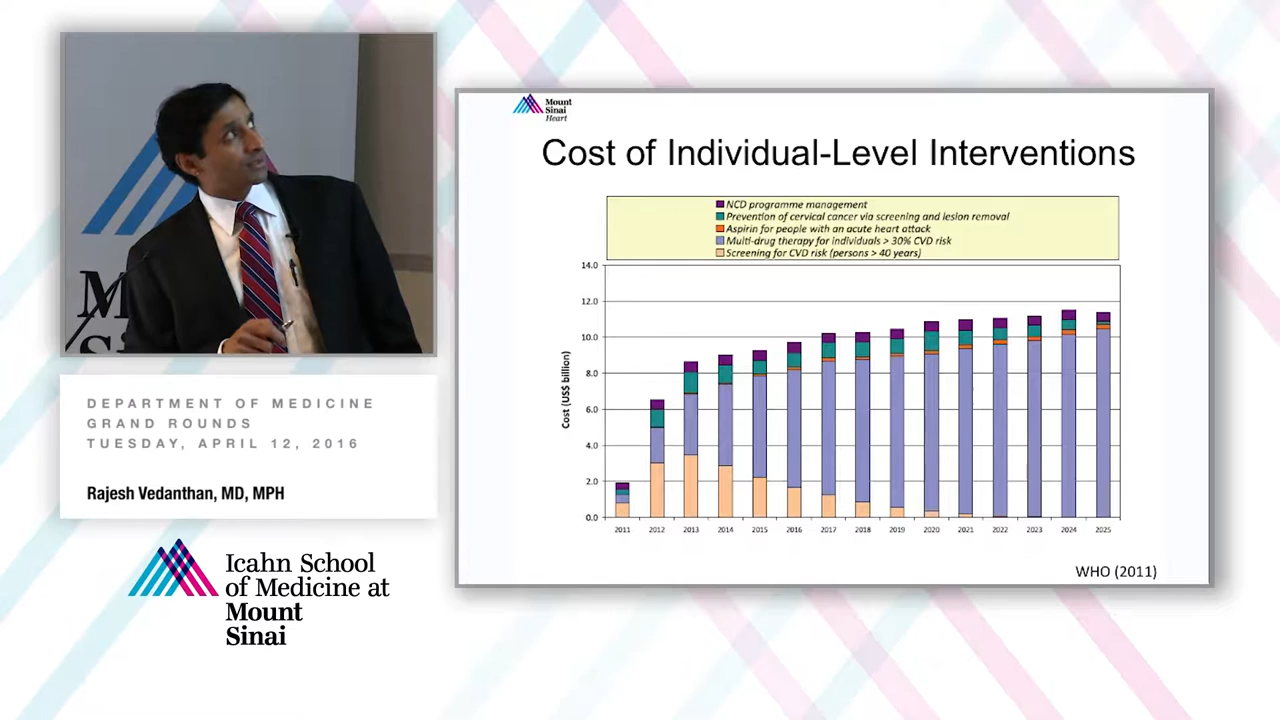 M
Si
DEPARTMENT OF MEDICINE
GRAND ROUNDS
TUESDAY, APRIL 12, 2016
Rajesh Vedanthan, MD, MPH
Icahn School
of Medicine at
Mount
Sinai
Mount
Sinai
Heart
Cost of Individual-Level Interventions
NCD programme management
Prevention of cervical cancer via screening and lesion removal
Aspirin for people with an acute heart attack
Multi-drug therapy for individuals > 30% CVD risk
Screening for CVD risk (persons > 40 years)
Cost (US$ billion)
14.0
12.0
10.0
8.0
6.0
4.0
2.0
0.0
2011 2012 2013 2014 2015 2016 2017 2018 2019 2020 2021 2022 2023 2024 2025
WHO (2011)